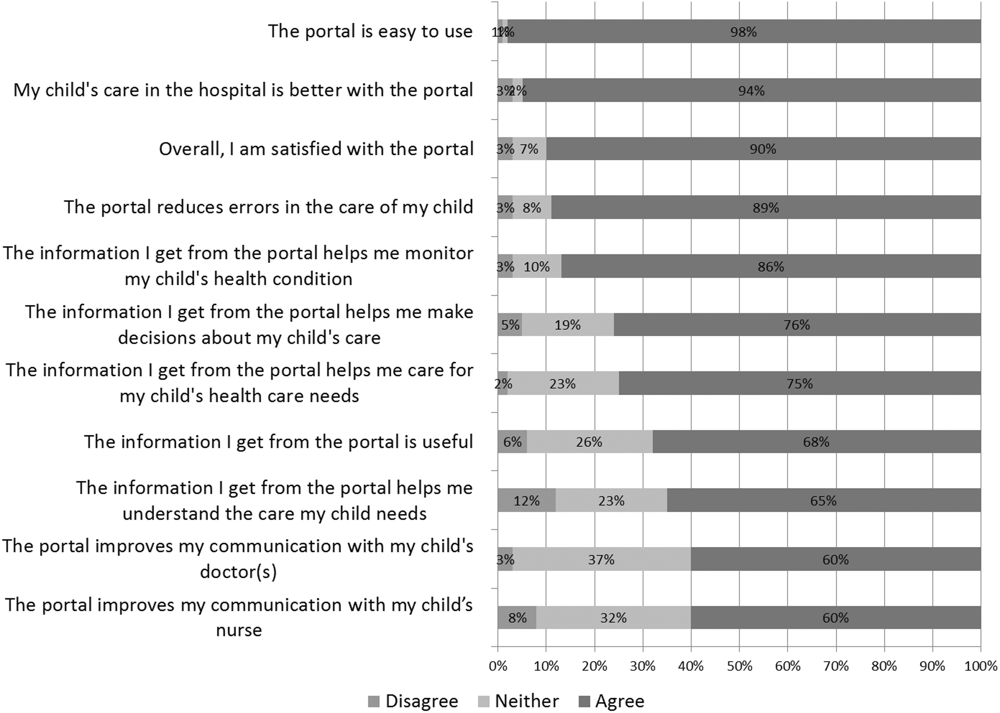 The portal is easy to use
1% 1% 98%
My child's care in the hospital is better with the portal
3% 2% 94%
Overall, I am satisfied with the portal
3% 7% 90%
The portal reduces errors in the care of my child
3% 8% 89%
The information I get from the portal helps me monitor
my child's health condition
3% 10% 86%
The information I get from the portal helps me make
decisions about my child's care
5% 19% 76%
The information I get from the portal helps me care for
my child's health care needs
2% 23% 75%
The information I get from the portal is useful
6% 26% 68%
The information I get from the portal helps me
understand the care my child needs
12% 23% 65%
The portal improves my communication with my child's
doctor(s)
3% 37% 60%
The portal improves my communication with my child’s
nurse
8% 32% 60%
0% 10% 20% 30% 40% 50% 60% 70% 80% 90% 100%
Disagree Neither Agree